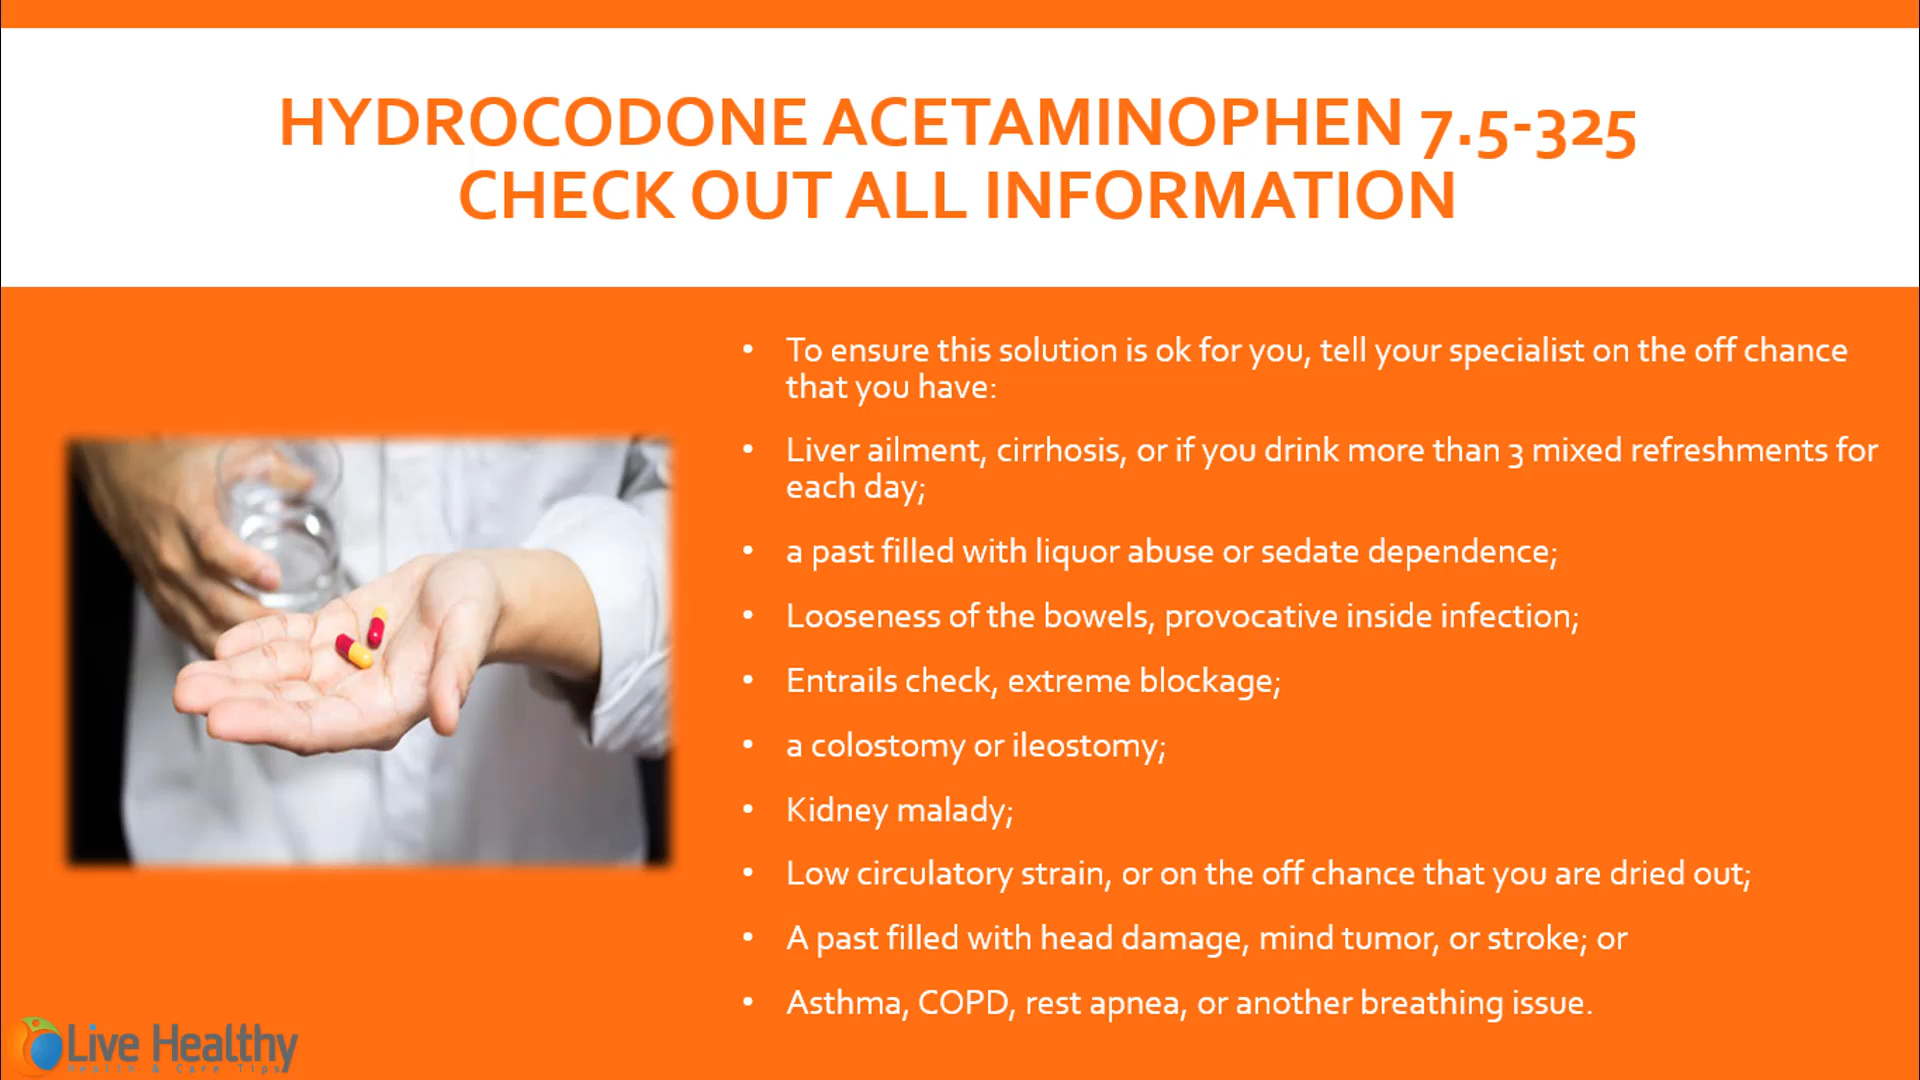 HYDROCODONE ACETAMINOPHEN 7.5-325
CHECK OUT ALL INFORMATION
• To ensure this solution is ok for you, tell your specialist on the off chance
that you have:
• Liver ailment, cirrhosis, or if you drink more than 3 mixed refreshments for
each day;
• a past filled with liquor abuse or sedate dependence;
• Looseness of the bowels, provocative inside infection;
• Entrails check, extreme blockage;
• a colostomy or ileostomy;
• Kidney malady;
• Low circulatory strain, or on the off chance that you are dried out;
• A past filled with head damage, mind tumor, or stroke; or
• Asthma, COPD, rest apnea, or another breathing issue.
Live Healthy
Health & Care Tips